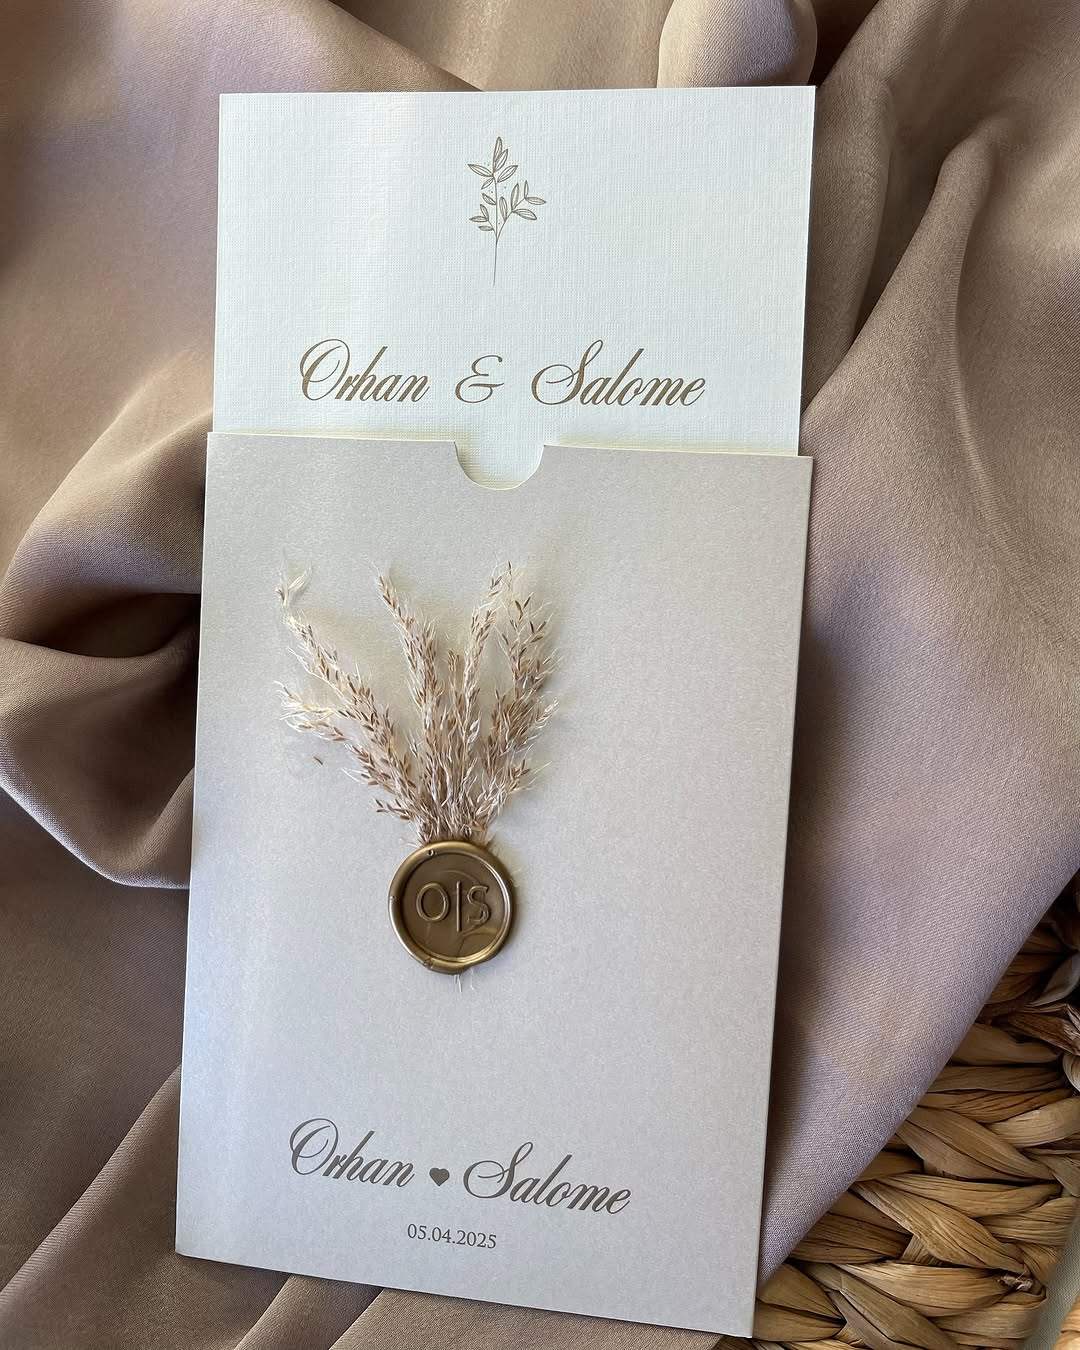 Orhan & Salome
O|S
Orhan ♥ Salome
05.04.2025